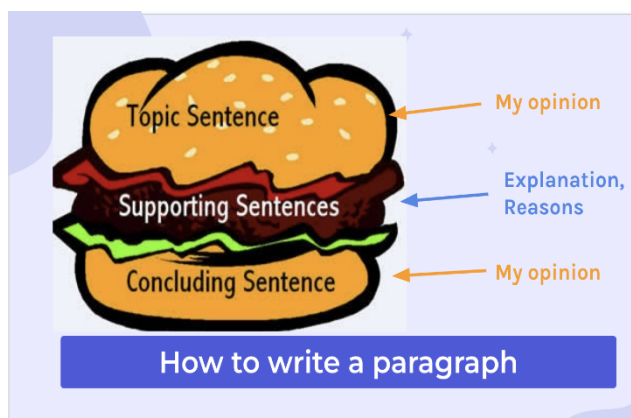 Topic Sentence
My opinion
Supporting Sentences
Explanation,
Reasons
Concluding Sentence
My opinion
How to write a paragraph